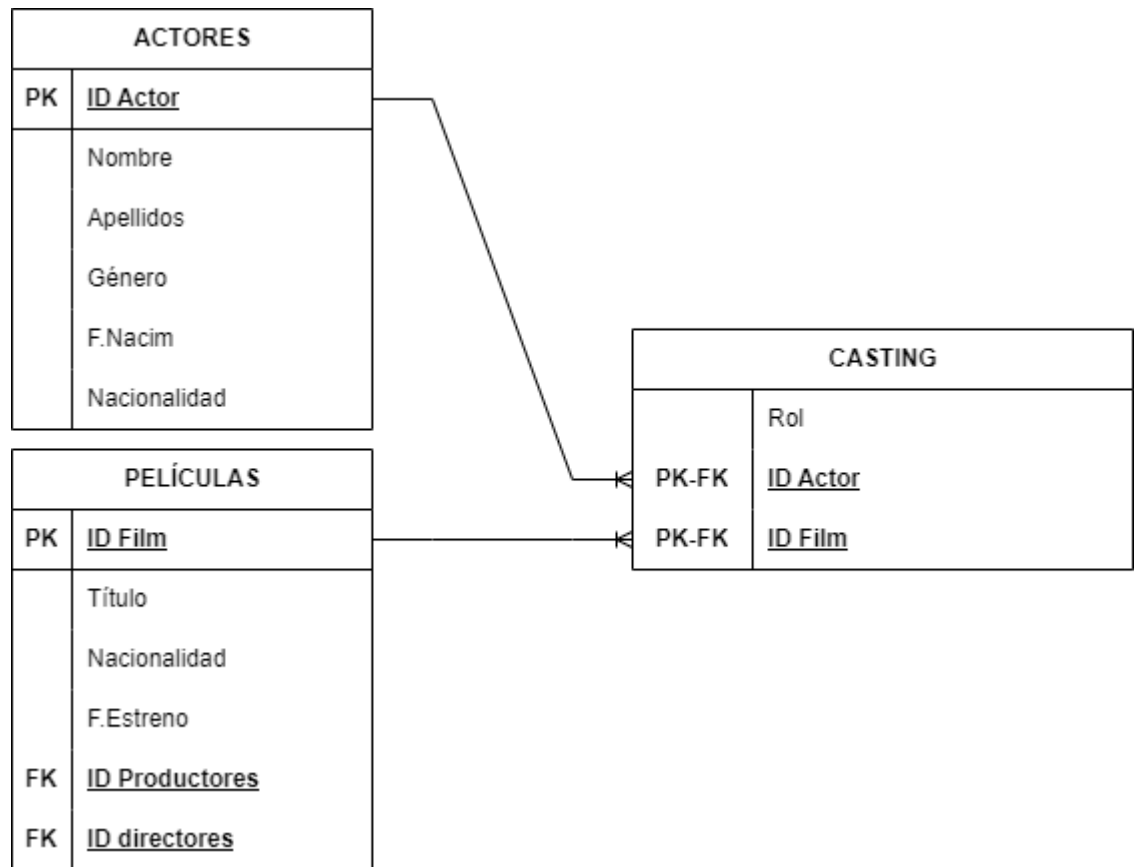 ACTORES
PK ID Actor
Nombre
Apellidos
Género
F.Nacim
Nacionalidad
PELÍCULAS
PK ID Film
Título
Nacionalidad
F.Estreno
FK ID Productores
FK ID directores
CASTING
Rol
PK-FK ID Actor
PK-FK ID Film